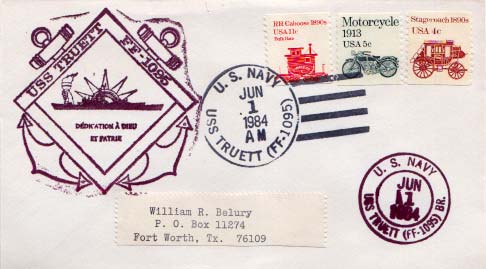 USS TRUETT FF-1095
DÉDICATION À DIEU
ET PATRIE
RR Caboose 1890s
USA 11c
Bulk Rate
Motorcycle
1913
USA 5c
Stagecoach 1890s
USA 4c
U.S. NAVY
JUN
1
1984
AM
USS TRUETT (FF-1095)
U.S. NAVY
JUN
1
1984
USS TRUETT (FF-1095) BR.
William R. Belury
P. O. Box 11274
Fort Worth, Tx. 76109